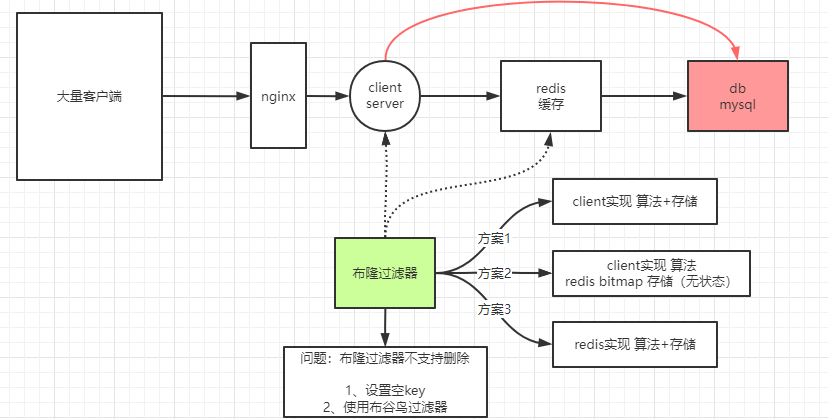 大量客户端
nginx
client
server
redis
缓存
db
mysql
布隆过滤器
方案1
client实现 算法+存储
方案2
client实现 算法
redis bitmap 存储（无状态）
方案3
redis实现 算法+存储
问题：布隆过滤器不支持删除
1、设置空key
2、使用布谷鸟过滤器